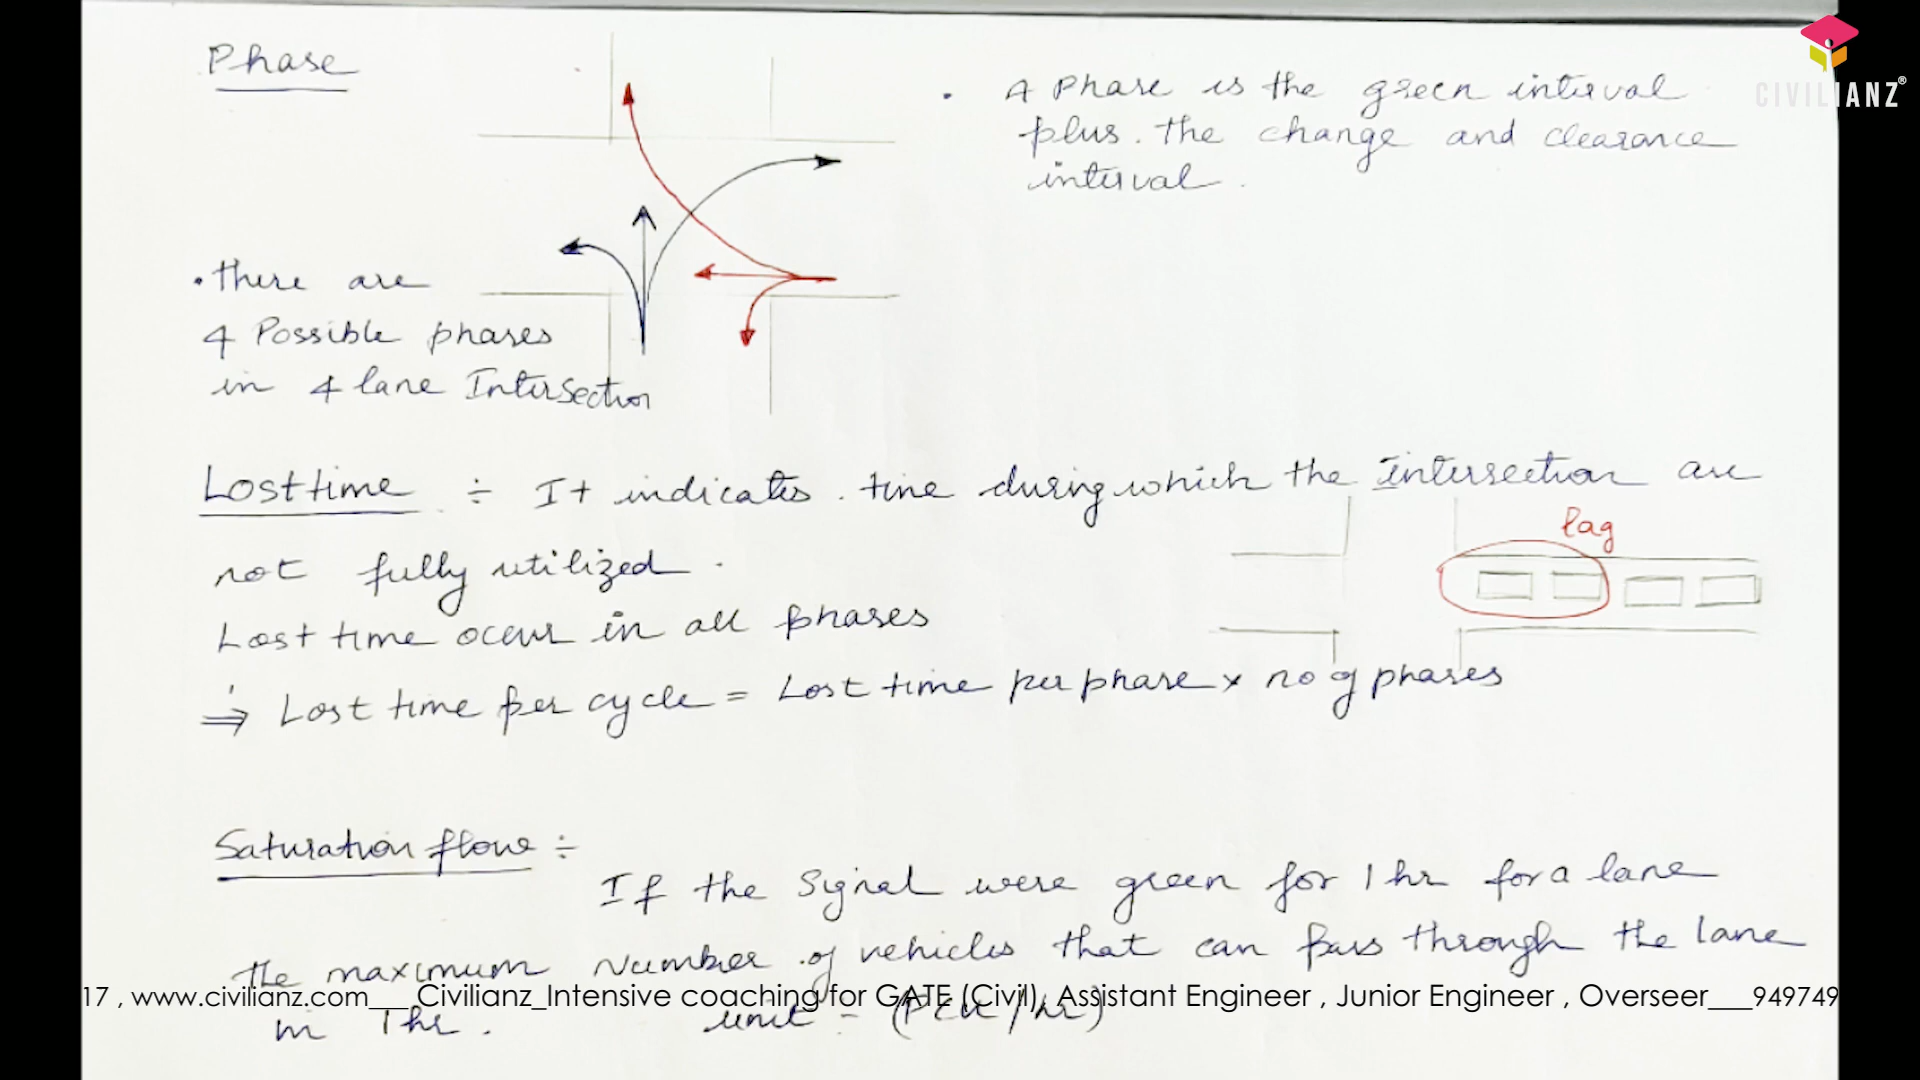 Phase
. A Phase is the green interval
plus. the change and clearance
interval.
CIVILIANZ®
. there are
4 Possible phases
in 4 lane Intersection
Lost time ÷ It indicates . time during which the Intersection are
not fully utilized .
lag
Lost time occur in all phases
⇒ Lost time per cycle = Lost time per phase × no of phases
Saturation flow ÷
If the Signal were green for 1 hr for a lane
the maximum Number of vehicles that can pass through the lane
in 1 hr . unit - (PCU/hr)
17 , www.civilianz.com___Civilianz_Intensive coaching for GATE (Civil), Assistant Engineer , Junior Engineer , Overseer___949749